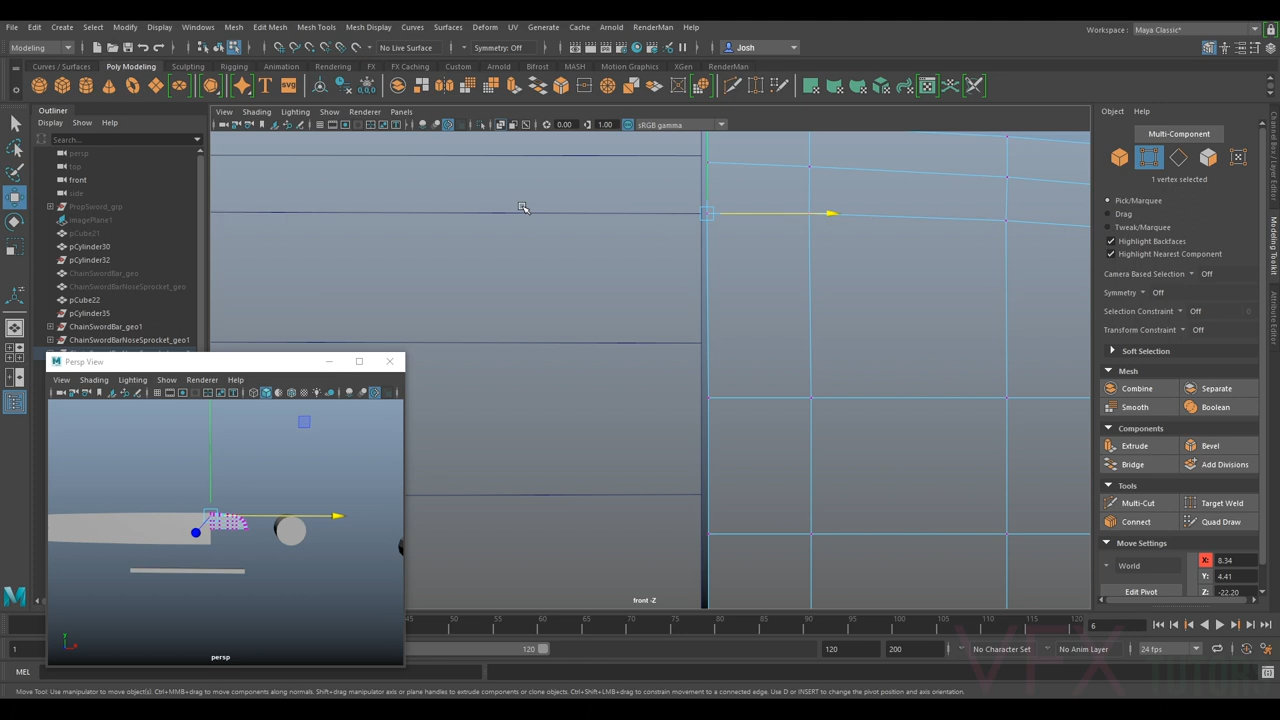 File Edit Create Select Modify Display Windows Mesh Edit Mesh Mesh Tools Mesh Display Curves Surfaces Deform UV Generate Cache Arnold RenderMan Help
Workspace : Maya Classic*
Modeling
No Live Surface
Symmetry: Off
Josh
Curves / Surfaces Poly Modeling Sculpting Rigging Animation Rendering FX FX Caching Custom Arnold Bifrost MASH Motion Graphics XGen RenderMan
Outliner
Display Show Help
Search...
persp
top
front
side
PropSword_grp
imagePlane1
pCube21
pCylinder30
pCylinder32
ChainSwordBar_geo
ChainSwordBarNoseSprocket_geo
pCube22
pCylinder35
ChainSwordBar_geo1
ChainSwordBarNoseSprocket_geo1
View Shading Lighting Show Renderer Panels
0.00
1.00
sRGB gamma
front -Z
Persp View
View Shading Lighting Show Renderer Help
persp
Object Help
Multi-Component
1 vertex selected
Pick/Marquee
Drag
Tweak/Marquee
Highlight Backfaces
Highlight Nearest Component
Camera Based Selection Off
Symmetry Off
Selection Constraint Off 0
Transform Constraint Off
Soft Selection
Mesh
Combine Separate
Smooth Boolean
Components
Extrude Bevel
Bridge Add Divisions
Tools
Multi-Cut Target Weld
Connect Quad Draw
Move Settings
World
X: 8.34
Y: 4.41
Z: -22.20
Edit Pivot
Channel Box / Layer Editor
Modeling Toolkit
Attribute Editor
45 50 55 60 65 70 75 80 85 90 95 100 105 110 115 120
6
1
120
120
200
No Character Set
No Anim Layer
24 fps
MEL
Move Tool: Use manipulator to move object(s). Ctrl+MMB+drag to move components along normals. Shift+drag manipulator axis or plane handles to extrude components or clone objects. Ctrl+Shift+LMB+drag to constrain movement to a connected edge. Use D or INSERT to change the pivot position and axis orientation.
VFX